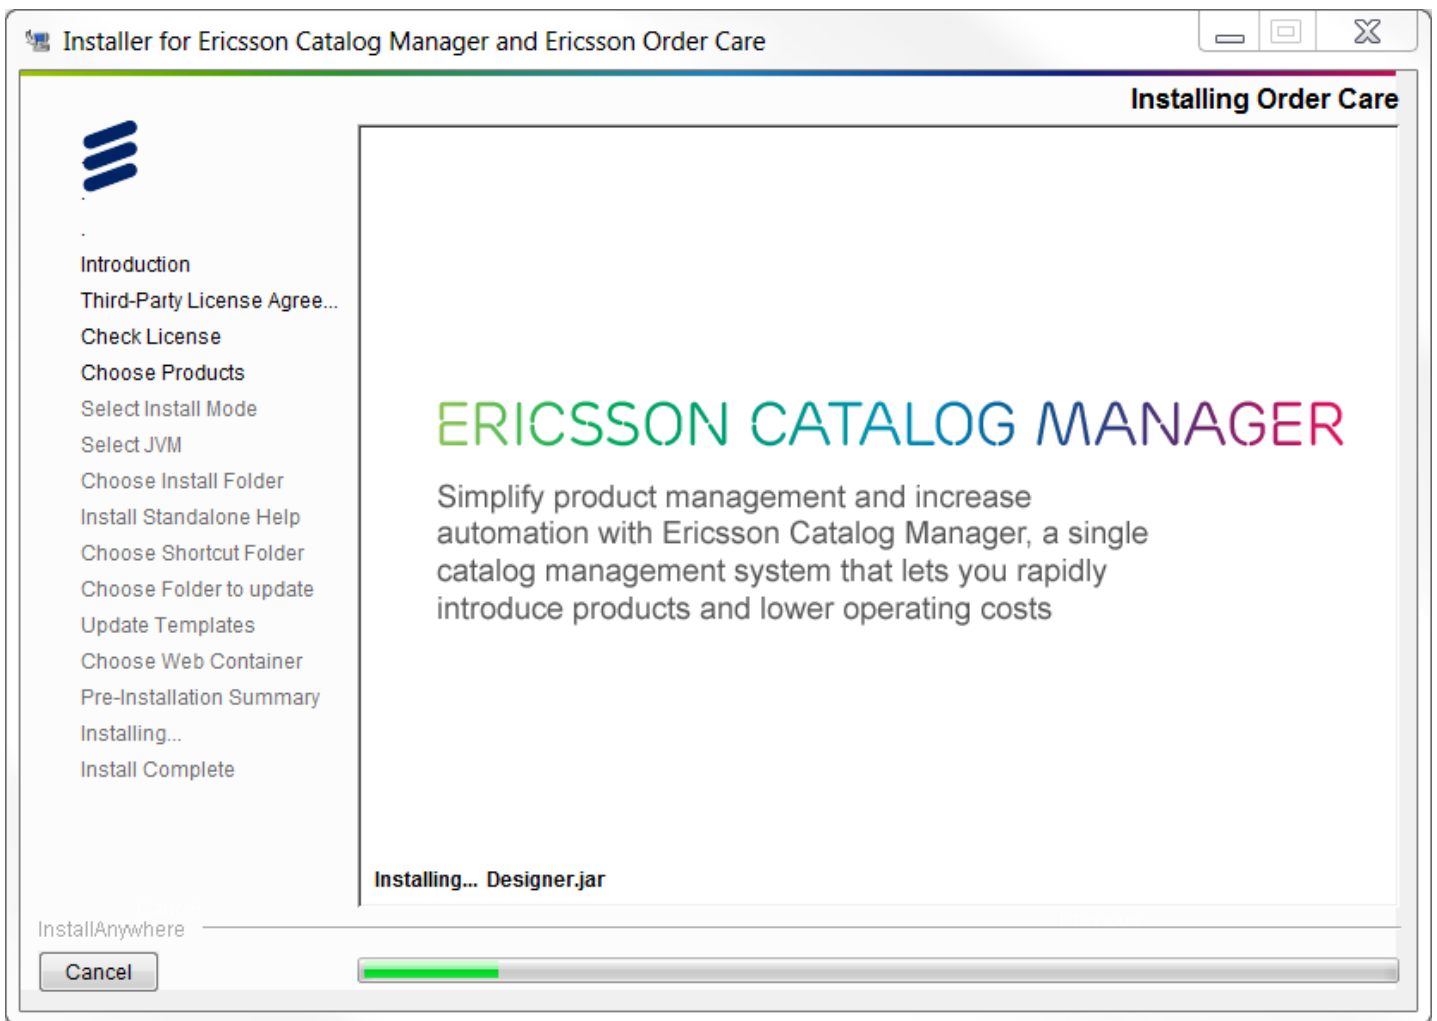 Installer for Ericsson Catalog Manager and Ericsson Order Care
Installing Order Care
.
.
Introduction
Third-Party License Agree...
Check License
Choose Products
Select Install Mode
Select JVM
Choose Install Folder
Install Standalone Help
Choose Shortcut Folder
Choose Folder to update
Update Templates
Choose Web Container
Pre-Installation Summary
Installing...
Install Complete
ERICSSON CATALOG MANAGER
Simplify product management and increase
automation with Ericsson Catalog Manager, a single
catalog management system that lets you rapidly
introduce products and lower operating costs
Installing... Designer.jar
InstallAnywhere
Cancel